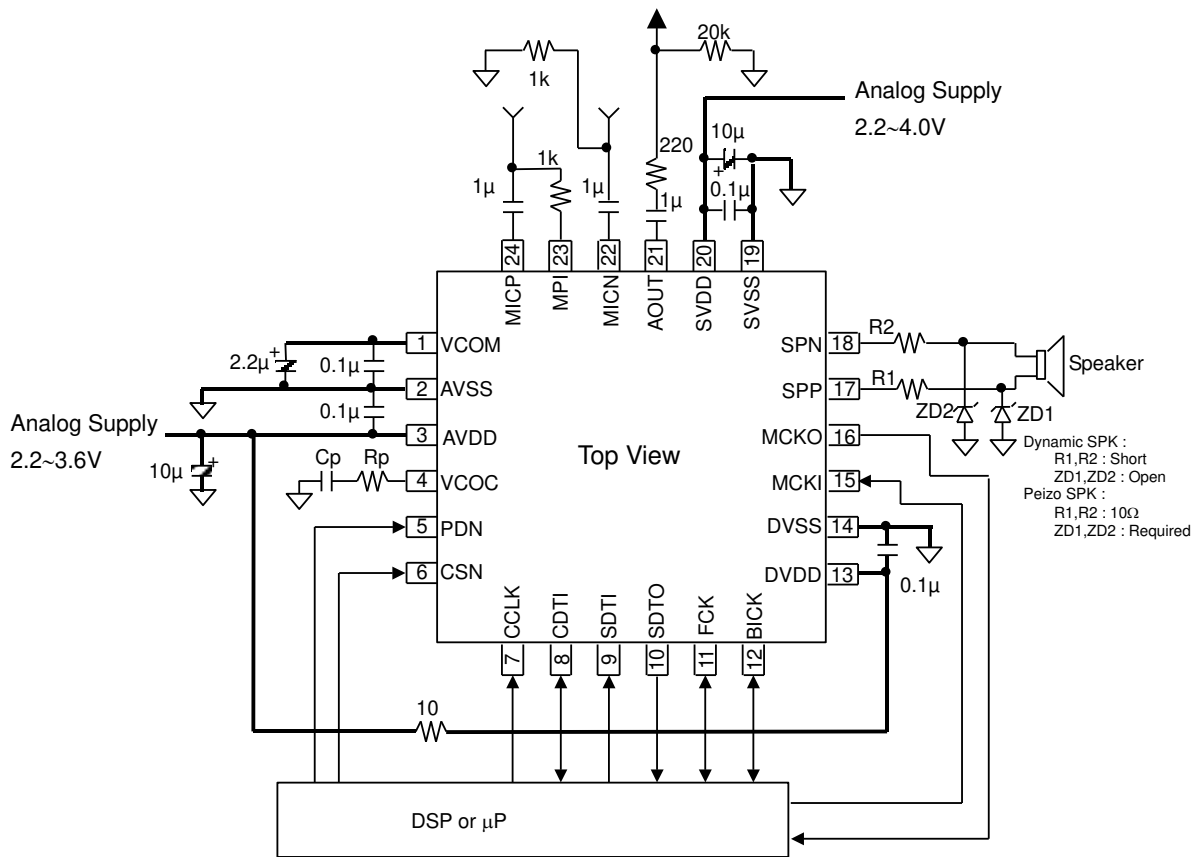 20k
1k
Analog Supply
2.2~4.0V
10μ
+
220
1k
0.1μ
1μ
1μ
1μ
24
23
22
21
20
19
MICP
MPI
MICN
AOUT
SVDD
SVSS
1
VCOM
2.2μ
+
0.1μ
2
AVSS
0.1μ
Analog Supply
2.2~3.6V
3
AVDD
10μ
+
Cp
Rp
4
VCOC
5
PDN
6
CSN
Top View
SPN
18
R2
Speaker
SPP
17
R1
ZD2
ZD1
MCKO
16
MCKI
15
DVSS
14
DVDD
13
0.1μ
Dynamic SPK :
R1,R2 : Short
ZD1,ZD2 : Open
Peizo SPK :
R1,R2 : 10Ω
ZD1,ZD2 : Required
CCLK
CDTI
SDTI
SDTO
FCK
BICK
7
8
9
10
11
12
10
DSP or μP